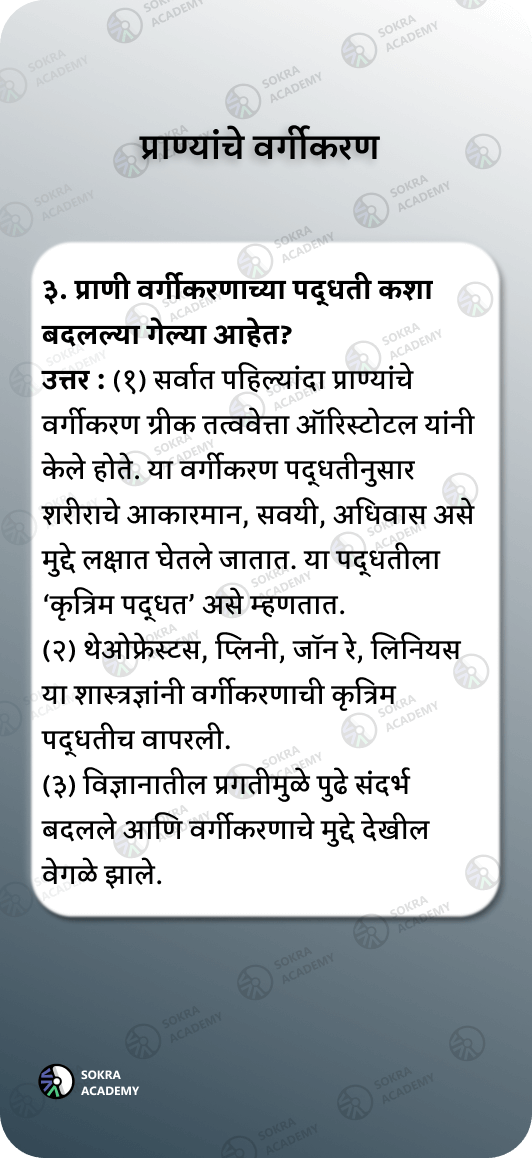 प्राण्यांचे वर्गीकरण
३. प्राणी वर्गीकरणाच्या पद्धती कशा
बदलल्या गेल्या आहेत?
उत्तर : (१) सर्वात पहिल्यांदा प्राण्यांचे
वर्गीकरण ग्रीक तत्ववेत्ता ऑरिस्टोटल यांनी
केले होते. या वर्गीकरण पद्धतीनुसार
शरीराचे आकारमान, सवयी, अधिवास असे
मुद्दे लक्षात घेतले जातात. या पद्धतीला
‘कृत्रिम पद्धत’ असे म्हणतात.
(२) थेओफ्रेस्टस, प्लिनी, जॉन रे, लिनियस
या शास्त्रज्ञांनी वर्गीकरणाची कृत्रिम
पद्धतीच वापरली.
(३) विज्ञानातील प्रगतीमुळे पुढे संदर्भ
बदलले आणि वर्गीकरणाचे मुद्दे देखील
वेगळे झाले.
SOKRA
ACADEMY